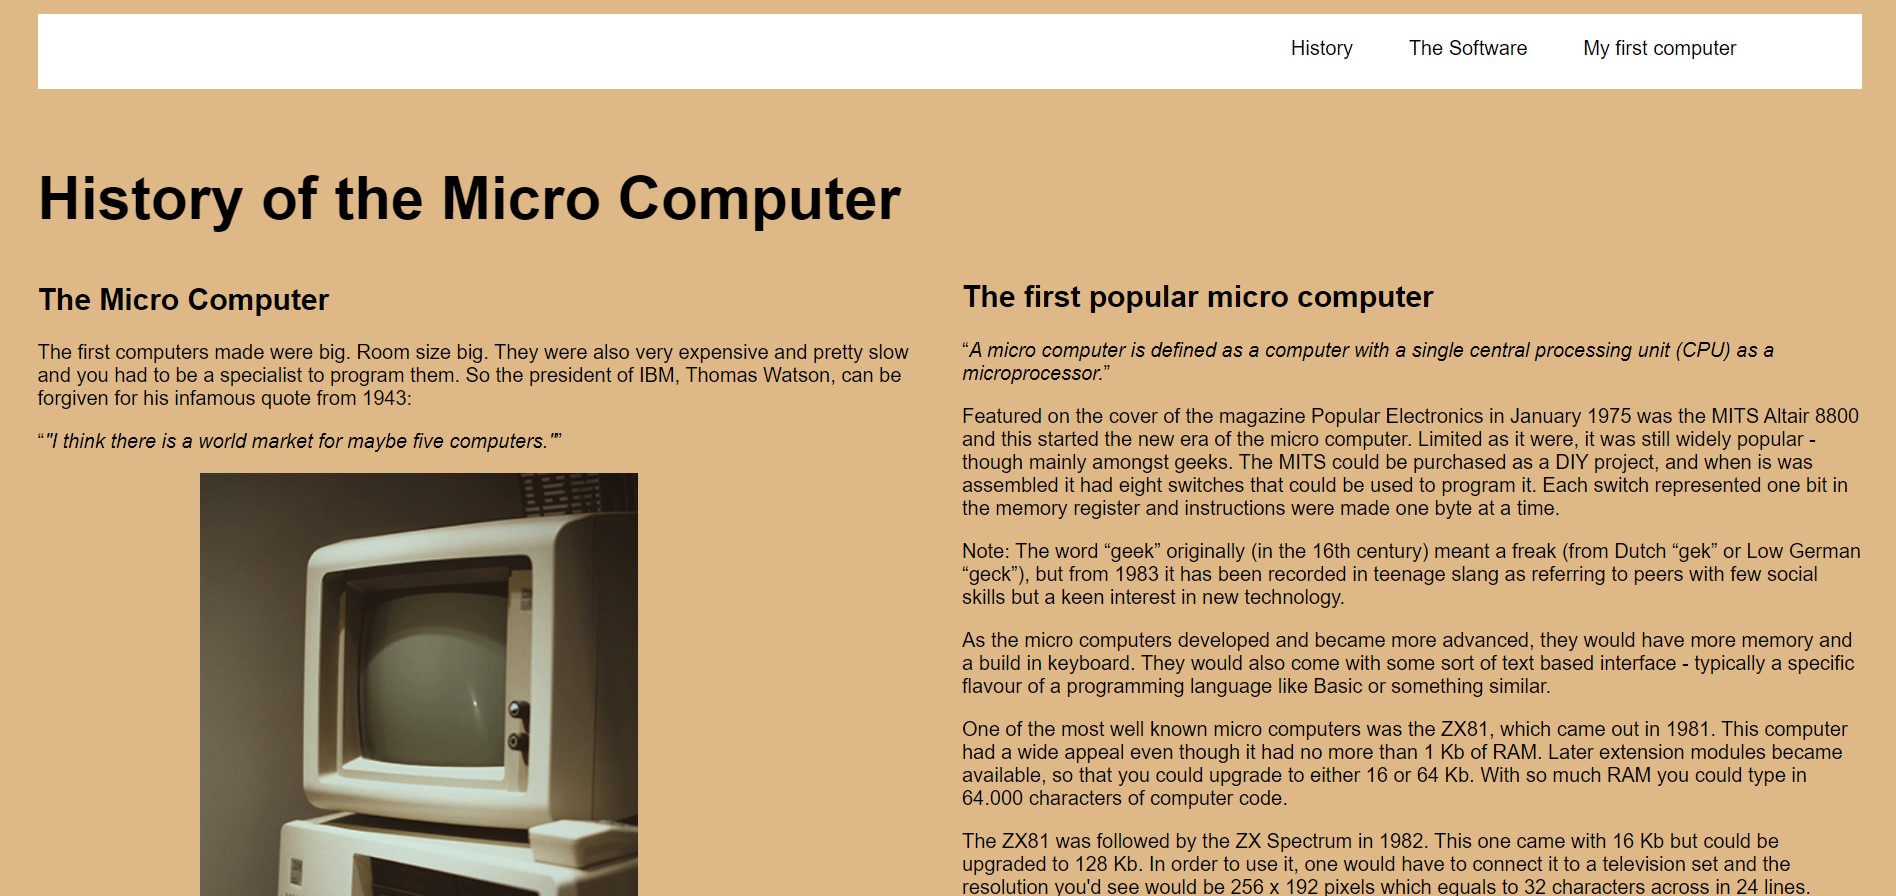 History The Software My first computer
History of the Micro Computer
The Micro Computer
The first computers made were big. Room size big. They were also very expensive and pretty slow
and you had to be a specialist to program them. So the president of IBM, Thomas Watson, can be
forgiven for his infamous quote from 1943:
“"I think there is a world market for maybe five computers."”
The first popular micro computer
“A micro computer is defined as a computer with a single central processing unit (CPU) as a
microprocessor.”
Featured on the cover of the magazine Popular Electronics in January 1975 was the MITS Altair 8800
and this started the new era of the micro computer. Limited as it were, it was still widely popular -
though mainly amongst geeks. The MITS could be purchased as a DIY project, and when is was
assembled it had eight switches that could be used to program it. Each switch represented one bit in
the memory register and instructions were made one byte at a time.
Note: The word “geek” originally (in the 16th century) meant a freak (from Dutch “gek” or Low German
“geck”), but from 1983 it has been recorded in teenage slang as referring to peers with few social
skills but a keen interest in new technology.
As the micro computers developed and became more advanced, they would have more memory and
a build in keyboard. They would also come with some sort of text based interface - typically a specific
flavour of a programming language like Basic or something similar.
One of the most well known micro computers was the ZX81, which came out in 1981. This computer
had a wide appeal even though it had no more than 1 Kb of RAM. Later extension modules became
available, so that you could upgrade to either 16 or 64 Kb. With so much RAM you could type in
64.000 characters of computer code.
The ZX81 was followed by the ZX Spectrum in 1982. This one came with 16 Kb but could be
upgraded to 128 Kb. In order to use it, one would have to connect it to a television set and the
resolution you'd see would be 256 x 192 pixels which equals to 32 characters across in 24 lines.